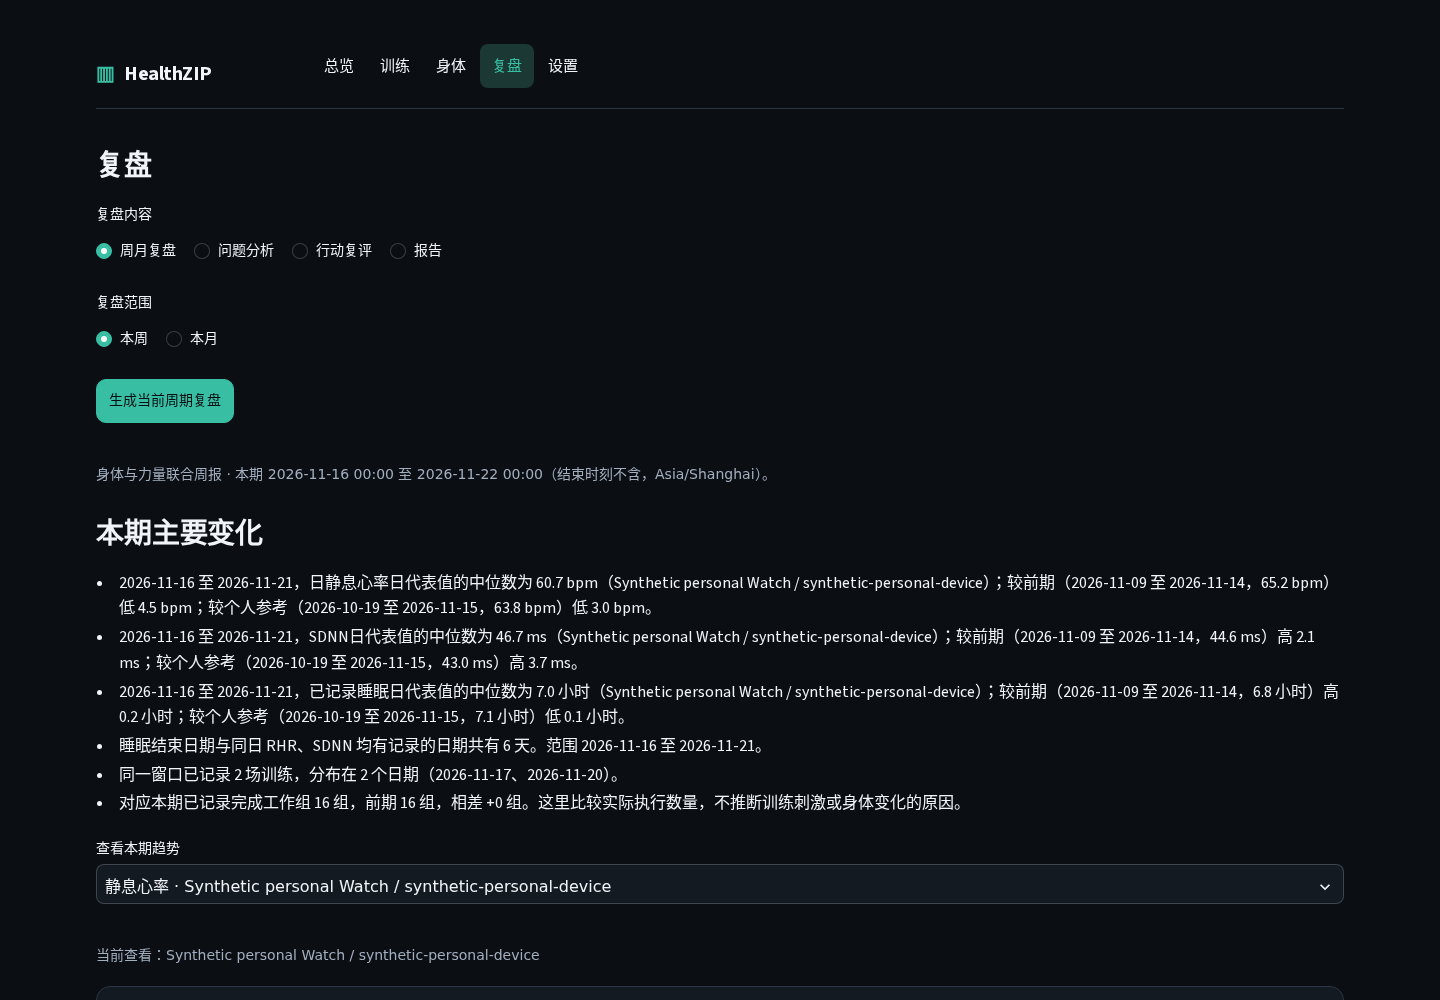 HealthZIP
总览 训练 身体 复盘 设置
复盘
复盘内容
周月复盘 问题分析 行动复评 报告
复盘范围
本周 本月
生成当前周期复盘
身体与力量联合周报 · 本期 2026-11-16 00:00 至 2026-11-22 00:00（结束时刻不含，Asia/Shanghai）。
本期主要变化
• 2026-11-16 至 2026-11-21，日静息心率日代表值的中位数为 60.7 bpm（Synthetic personal Watch / synthetic-personal-device）；较前期（2026-11-09 至 2026-11-14，65.2 bpm）
低 4.5 bpm；较个人参考（2026-10-19 至 2026-11-15，63.8 bpm）低 3.0 bpm。
• 2026-11-16 至 2026-11-21，SDNN日代表值的中位数为 46.7 ms（Synthetic personal Watch / synthetic-personal-device）；较前期（2026-11-09 至 2026-11-14，44.6 ms）高 2.1
ms；较个人参考（2026-10-19 至 2026-11-15，43.0 ms）高 3.7 ms。
• 2026-11-16 至 2026-11-21，已记录睡眠日代表值的中位数为 7.0 小时（Synthetic personal Watch / synthetic-personal-device）；较前期（2026-11-09 至 2026-11-14，6.8 小时）高
0.2 小时；较个人参考（2026-10-19 至 2026-11-15，7.1 小时）低 0.1 小时。
• 睡眠结束日期与同日 RHR、SDNN 均有记录的日期共有 6 天。范围 2026-11-16 至 2026-11-21。
• 同一窗口已记录 2 场训练，分布在 2 个日期（2026-11-17、2026-11-20）。
• 对应本期已记录完成工作组 16 组，前期 16 组，相差 +0 组。这里比较实际执行数量，不推断训练刺激或身体变化的原因。
查看本期趋势
静息心率 · Synthetic personal Watch / synthetic-personal-device
当前查看：Synthetic personal Watch / synthetic-personal-device